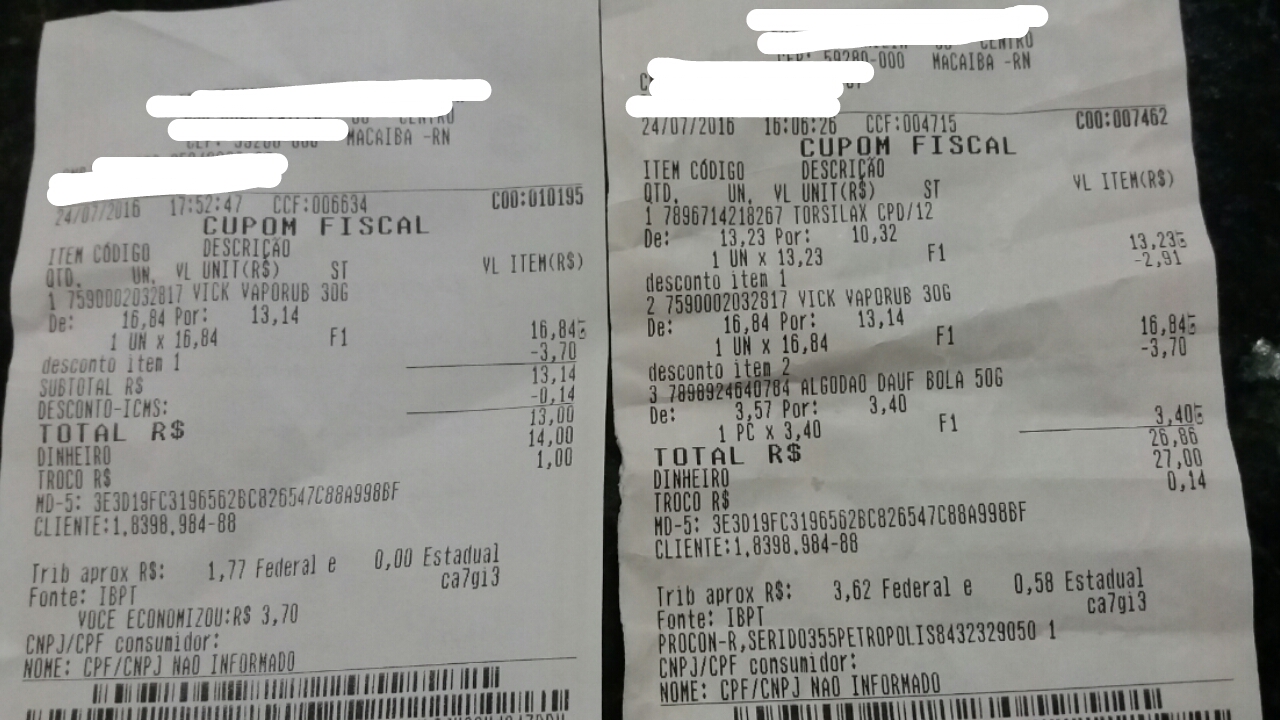 CENTRO
MACAIBA -RN
24/07/2016 17:52:47 CCF:006634 COO:010195
CUPOM FISCAL
ITEM CÓDIGO DESCRIÇÃO
QTD. UN. VL UNIT(R$) ST VL ITEM(R$)
1 7590002032817 VICK VAPORUB 30G
De: 16,84 Por: 13,14
1 UN x 16,84 F1 16,84
desconto item 1 -3,70
SUBTOTAL R$ 13,14
DESCONTO-ICMS: -0,14
TOTAL R$ 13,00
DINHEIRO 14,00
TROCO R$ 1,00
MD-5: 3E3D19FC3196562BC826547C88A998BF
CLIENTE:1.8398.984-88
Trib aprox R$: 1,77 Federal e 0,00 Estadual
Fonte: IBPT ca7gi3
VOCE ECONOMIZOU:R$ 3,70
CNPJ/CPF consumidor:
NOME: CPF/CNPJ NAO INFORMADO
CENTRO
CEP: 59280-000 MACAIBA -RN
24/07/2016 16:06:26 CCF:004715 COO:007462
CUPOM FISCAL
ITEM CÓDIGO DESCRIÇÃO
QTD. UN. VL UNIT(R$) ST VL ITEM(R$)
1 7896714218267 TORSILAX CPD/12
De: 13,23 Por: 10,32
1 UN x 13,23 F1 13,23
desconto item 1 -2,91
2 7590002032817 VICK VAPORUB 30G
De: 16,84 Por: 13,14
1 UN x 16,84 F1 16,84
desconto item 2 -3,70
3 7898924640784 ALGODAO DAUF BOLA 50G
De: 3,57 Por: 3,40
1 PC x 3,40 F1 3,40
TOTAL R$ 26,86
DINHEIRO 27,00
TROCO R$ 0,14
MD-5: 3E3D19FC3196562BC826547C88A998BF
CLIENTE:1.8398.984-88
Trib aprox R$: 3,62 Federal e 0,58 Estadual
Fonte: IBPT ca7gi3
PROCON-R,SERIDO355PETROPOLIS8432329050 1
CNPJ/CPF consumidor:
NOME: CPF/CNPJ NAO INFORMADO